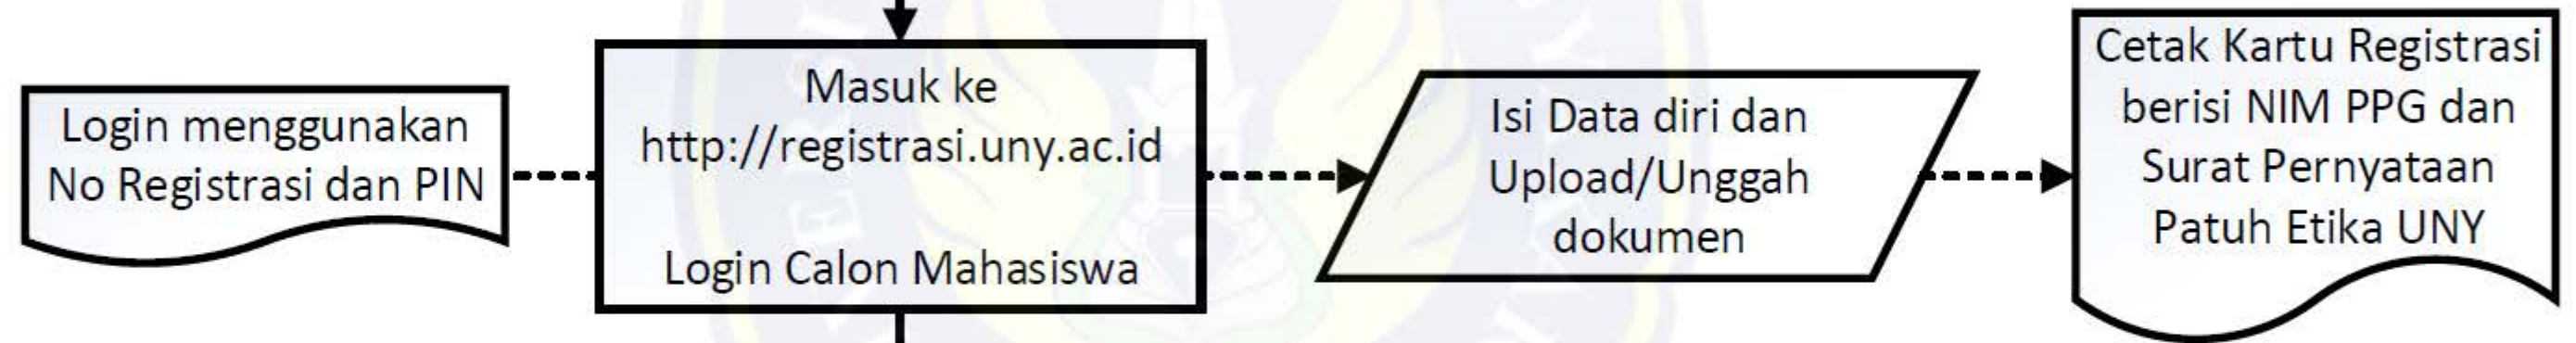 Login menggunakan
No Registrasi dan PIN
Masuk ke
http://registrasi.uny.ac.id
Login Calon Mahasiswa
Isi Data diri dan
Upload/Unggah
dokumen
Cetak Kartu Registrasi
berisi NIM PPG dan
Surat Pernyataan
Patuh Etika UNY